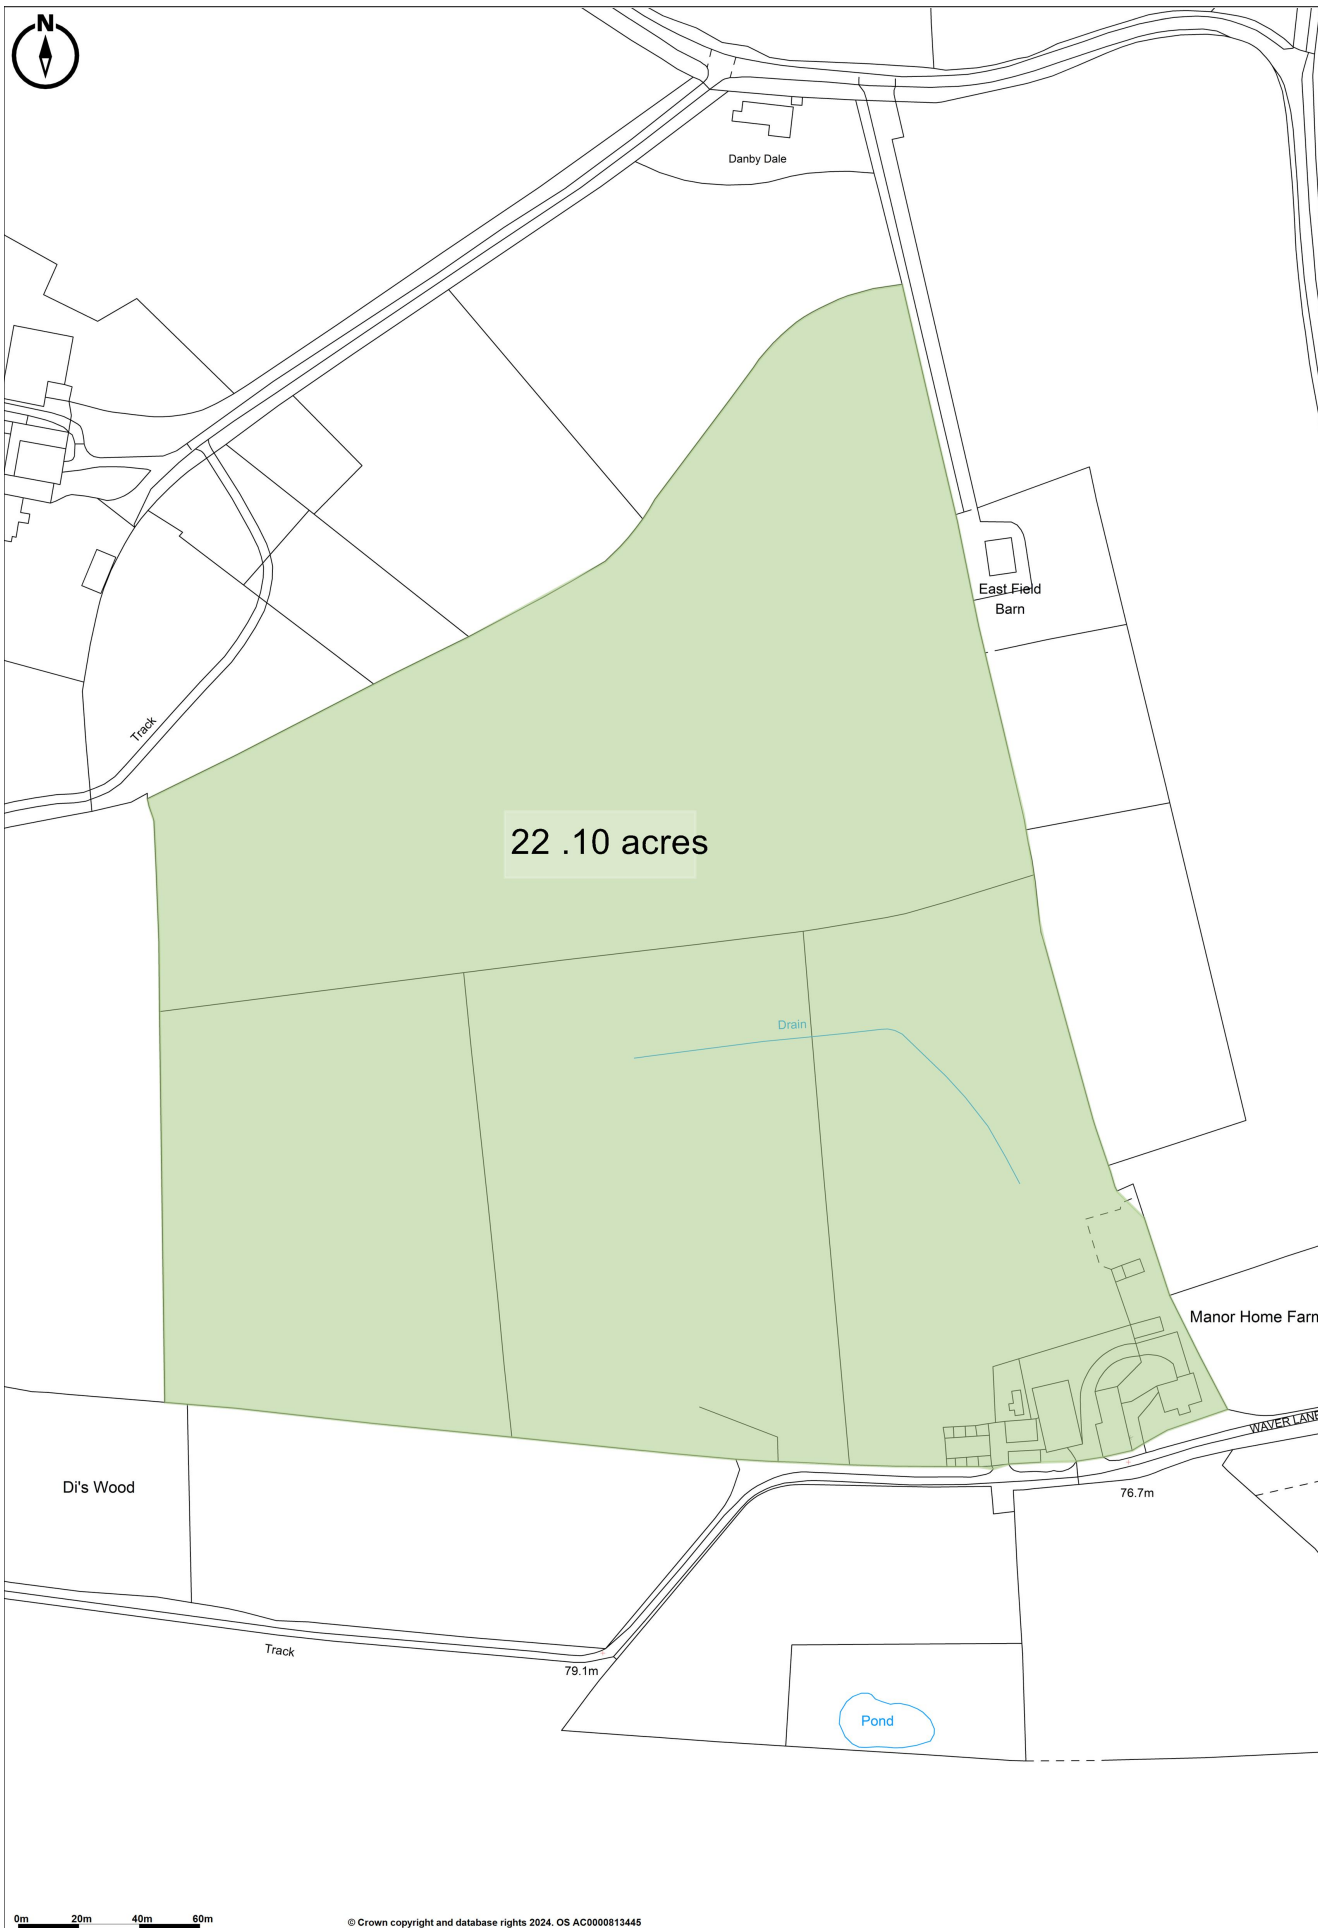 N
Danby Dale
East Field
Barn
Track
22 .10 acres
Drain
Manor Home Farm
WAVER LANE
76.7m
Di's Wood
Track
79.1m
Pond
0m 20m 40m 60m
© Crown copyright and database rights 2024. OS AC0000813445